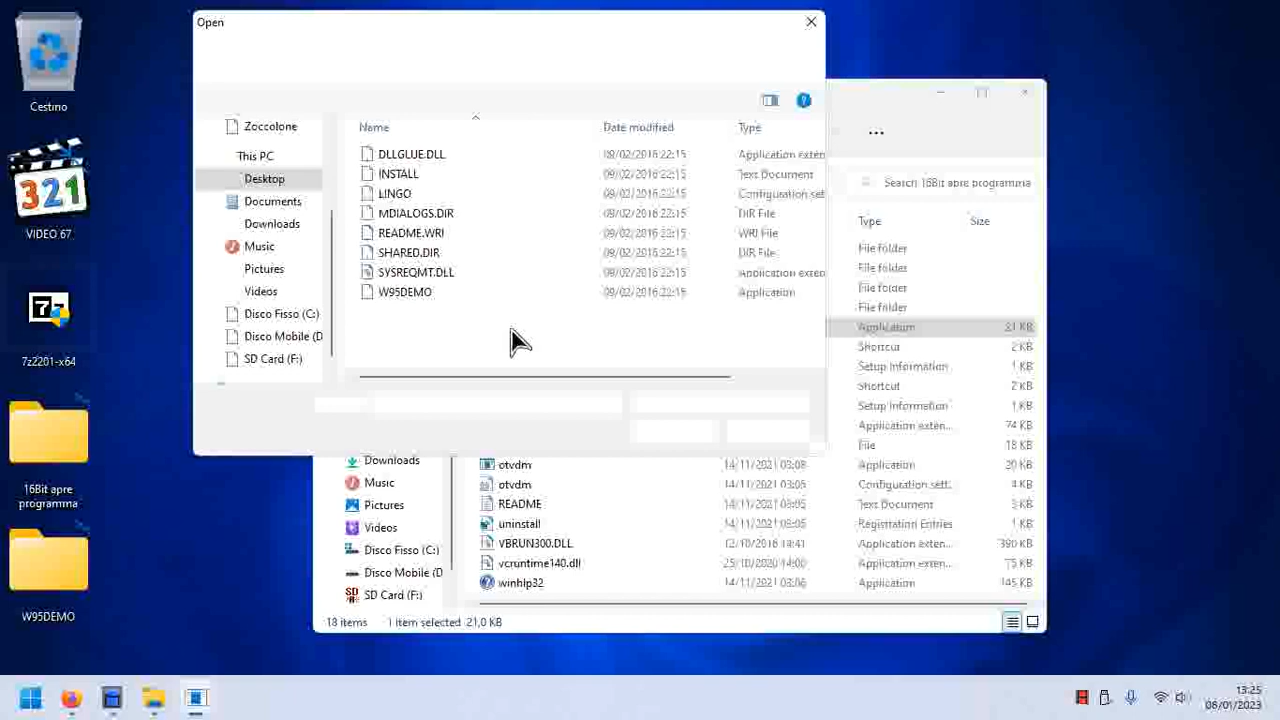 Cestino
321
VIDEO 67
7z
7z2201-x64
16Bit apre
programma
W95DEMO
Open
Name
Date modified
Type
Zoccolone
This PC
Desktop
Documents
Downloads
Music
Pictures
Videos
Disco Fisso (C:)
Disco Mobile (D
SD Card (F:)
DLLGLUE.DLL 09/02/2016 22:15 Application exten
INSTALL 09/02/2016 22:15 Text Document
LINGO 09/02/2016 22:15 Configuration set
MDIALOGS.DIR 09/02/2016 22:15 DIR File
README.WRI 09/02/2016 22:15 WRI File
SHARED.DIR 09/02/2016 22:15 DIR File
SYSREQMT.DLL 09/02/2016 22:15 Application exten
W95DEMO 09/02/2016 22:15 Application
...
Search 16Bit apre programma
Type Size
File folder
File folder
File folder
File folder
Application 21 KB
Shortcut 2 KB
Setup Information 1 KB
Shortcut 2 KB
Setup Information 1 KB
Application exten... 74 KB
File 18 KB
Downloads
Music
Pictures
Videos
Disco Fisso (C:)
Disco Mobile (D
SD Card (F:)
otvdm 14/11/2021 03:08 Application 20 KB
otvdm 14/11/2021 03:05 Configuration sett... 4 KB
README 14/11/2021 03:05 Text Document 3 KB
uninstall 14/11/2021 03:05 Registration Entries 1 KB
VBRUN300.DLL 12/10/2016 19:41 Application exten... 390 KB
vcruntime140.dll 25/10/2020 14:00 Application exten... 75 KB
winhlp32 14/11/2021 03:06 Application 145 KB
18 items 1 item selected 21,0 KB
13:25
06/01/2023